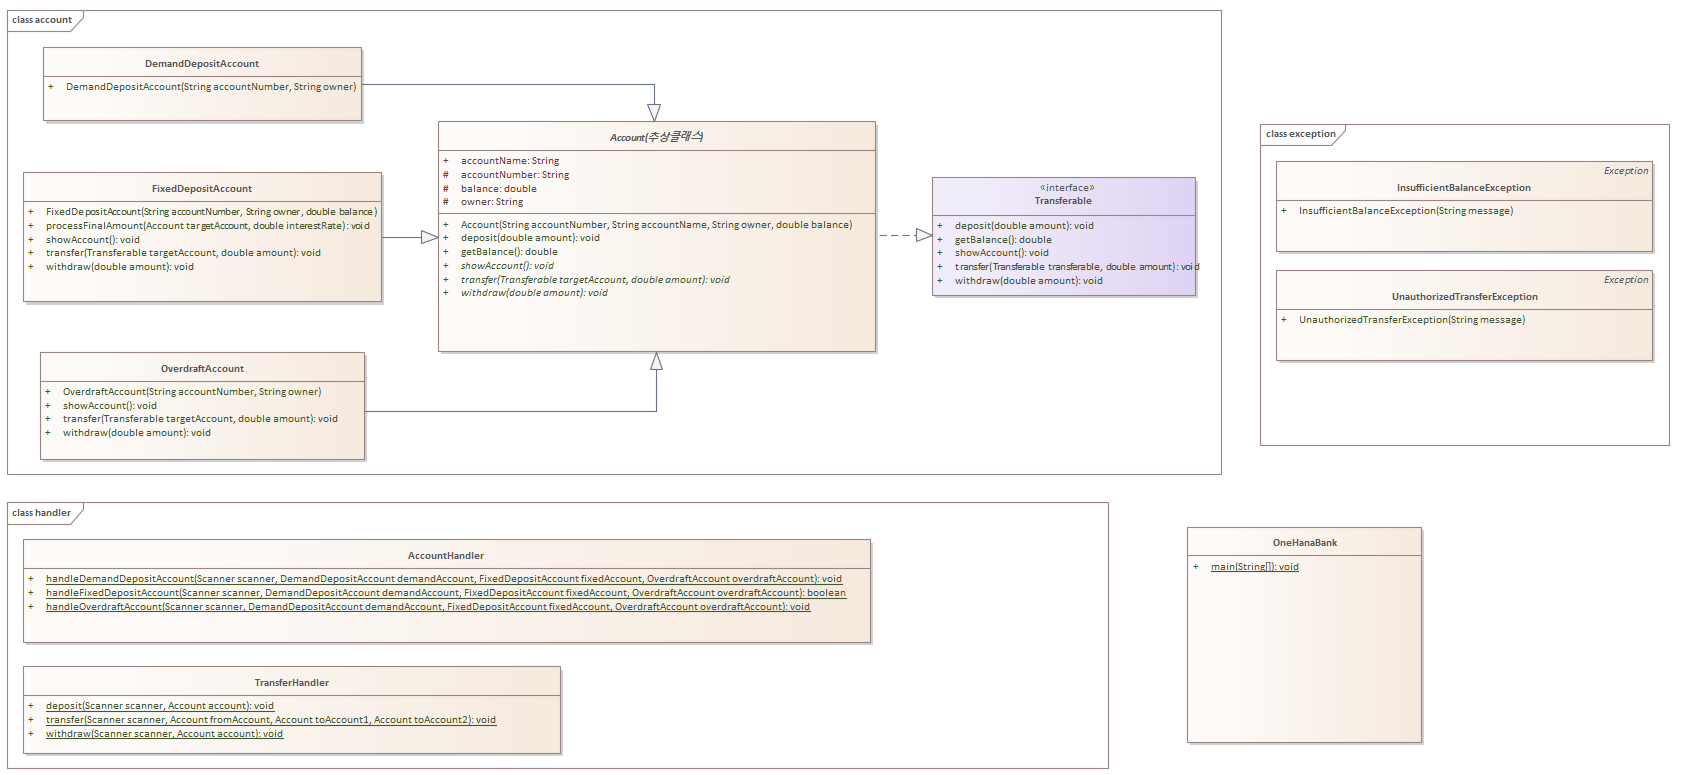 class account
DemandDepositAccount
+ DemandDepositAccount(String accountNumber, String owner)
FixedDepositAccount
+ FixedDepositAccount(String accountNumber, String owner, double balance)
+ processFinalAmount(Account targetAccount, double interestRate): void
+ showAccount(): void
+ transfer(Transferable targetAccount, double amount): void
+ withdraw(double amount): void
OverdraftAccount
+ OverdraftAccount(String accountNumber, String owner)
+ showAccount(): void
+ transfer(Transferable targetAccount, double amount): void
+ withdraw(double amount): void
Account(추상클래스)
+ accountName: String
# accountNumber: String
# balance: double
# owner: String
+ Account(String accountNumber, String accountName, String owner, double balance)
+ deposit(double amount): void
+ getBalance(): double
+ showAccount(): void
+ transfer(Transferable targetAccount, double amount): void
+ withdraw(double amount): void
«interface»
Transferable
+ deposit(double amount): void
+ getBalance(): double
+ showAccount(): void
+ transfer(Transferable transferable, double amount): void
+ withdraw(double amount): void
class exception
Exception
InsufficientBalanceException
+ InsufficientBalanceException(String message)
Exception
UnauthorizedTransferException
+ UnauthorizedTransferException(String message)
class handler
AccountHandler
+ handleDemandDepositAccount(Scanner scanner, DemandDepositAccount demandAccount, FixedDepositAccount fixedAccount, OverdraftAccount overdraftAccount): void
+ handleFixedDepositAccount(Scanner scanner, DemandDepositAccount demandAccount, FixedDepositAccount fixedAccount, OverdraftAccount overdraftAccount): boolean
+ handleOverdraftAccount(Scanner scanner, DemandDepositAccount demandAccount, FixedDepositAccount fixedAccount, OverdraftAccount overdraftAccount): void
TransferHandler
+ deposit(Scanner scanner, Account account): void
+ transfer(Scanner scanner, Account fromAccount, Account toAccount1, Account toAccount2): void
+ withdraw(Scanner scanner, Account account): void
OneHanaBank
+ main(String[]): void